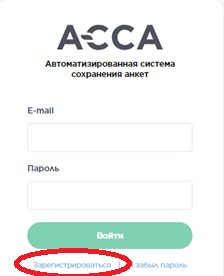 АССА
Автоматизированная система
сохранения анкет
E-mail
Пароль
Войти
Зарегистрироваться | Я забыл пароль